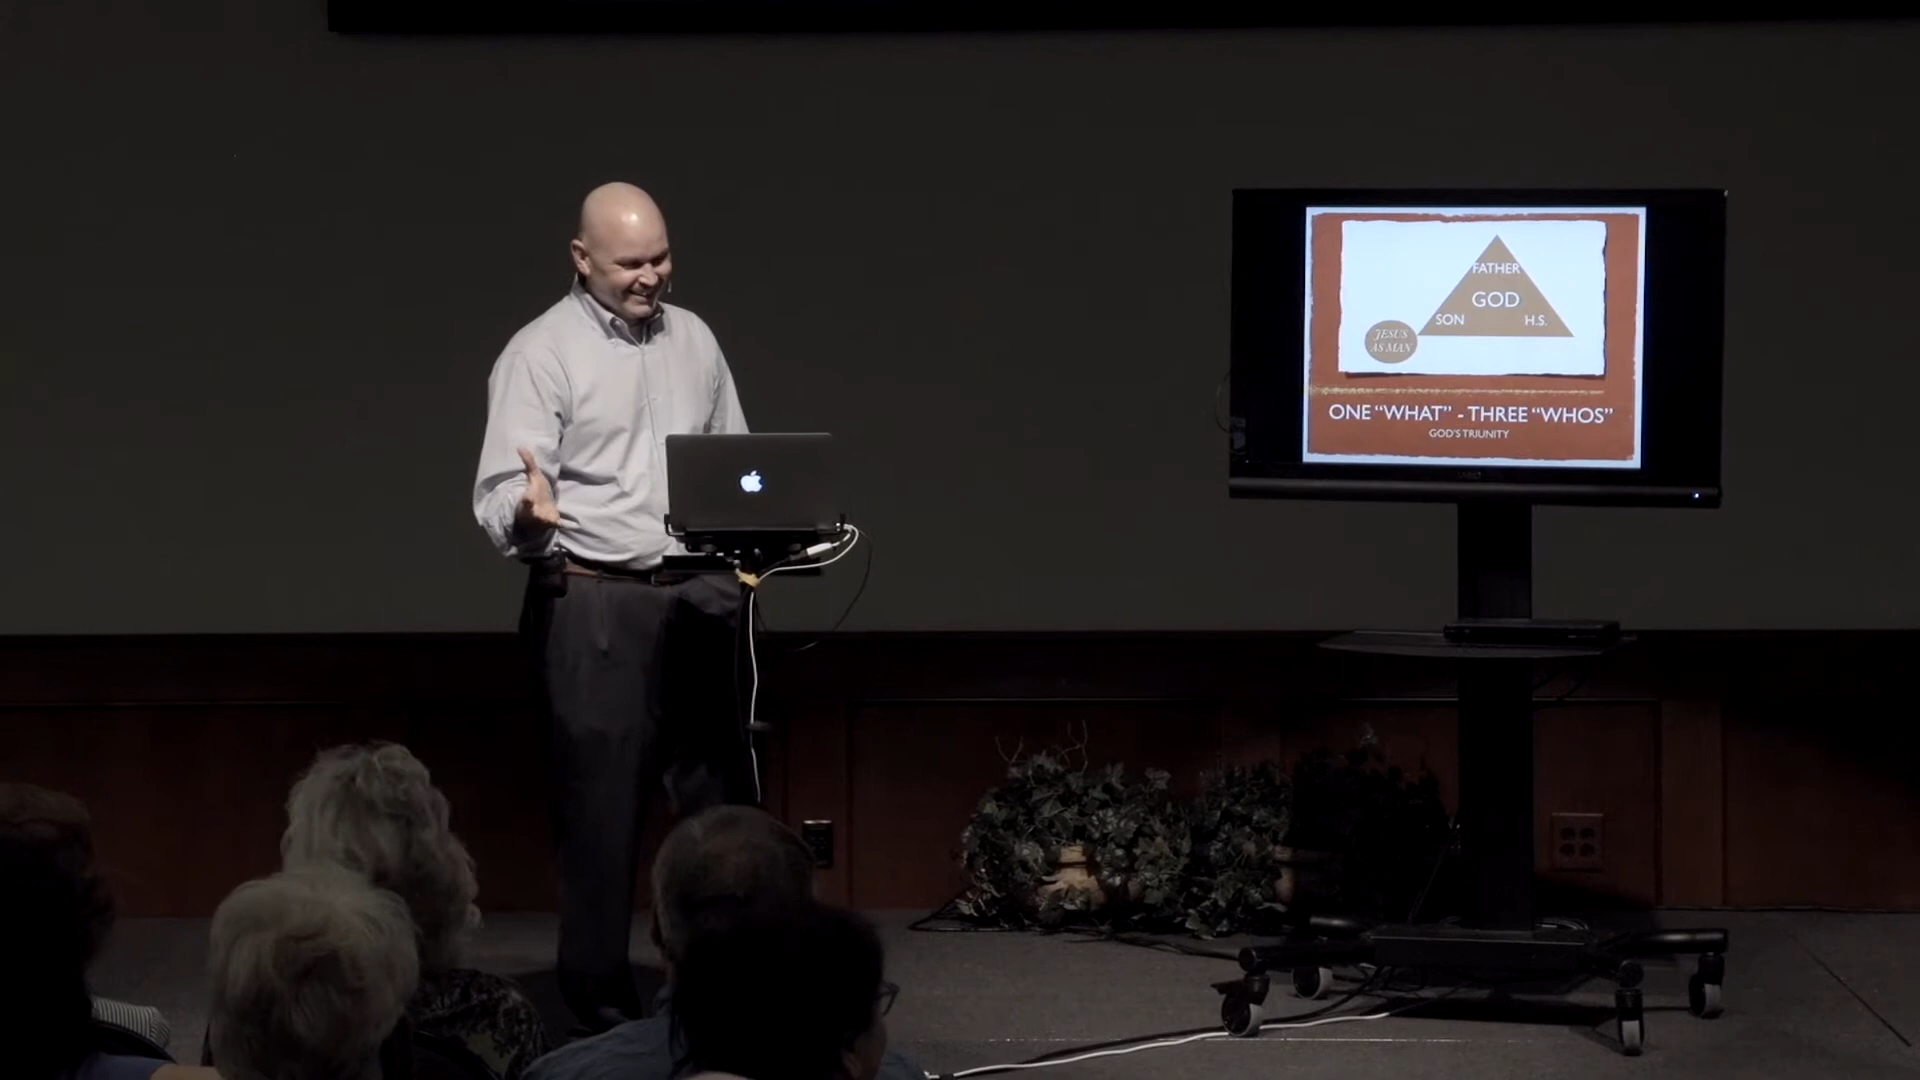 FATHER
GOD
SON H.S.
JESUS
AS MAN
ONE “WHAT” - THREE “WHOS”
GOD'S TRIUNITY